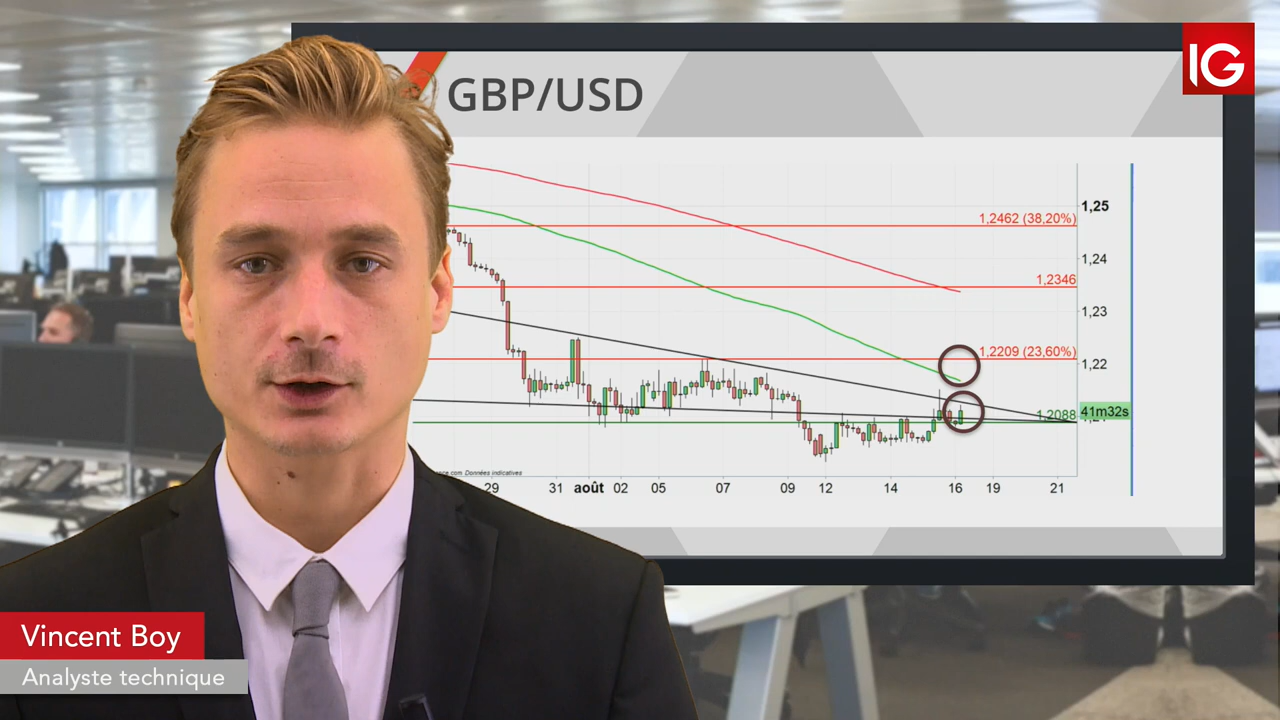 IG
GBP/USD
1,25
1,2462 (38,20%)
1,24
1,2346
1,23
1,2209 (23,60%)
1,22
1,2088
41m32s
Données indicatives
29 31 août 02 05 07 09 12 14 16 19 21
Vincent Boy
Analyste technique